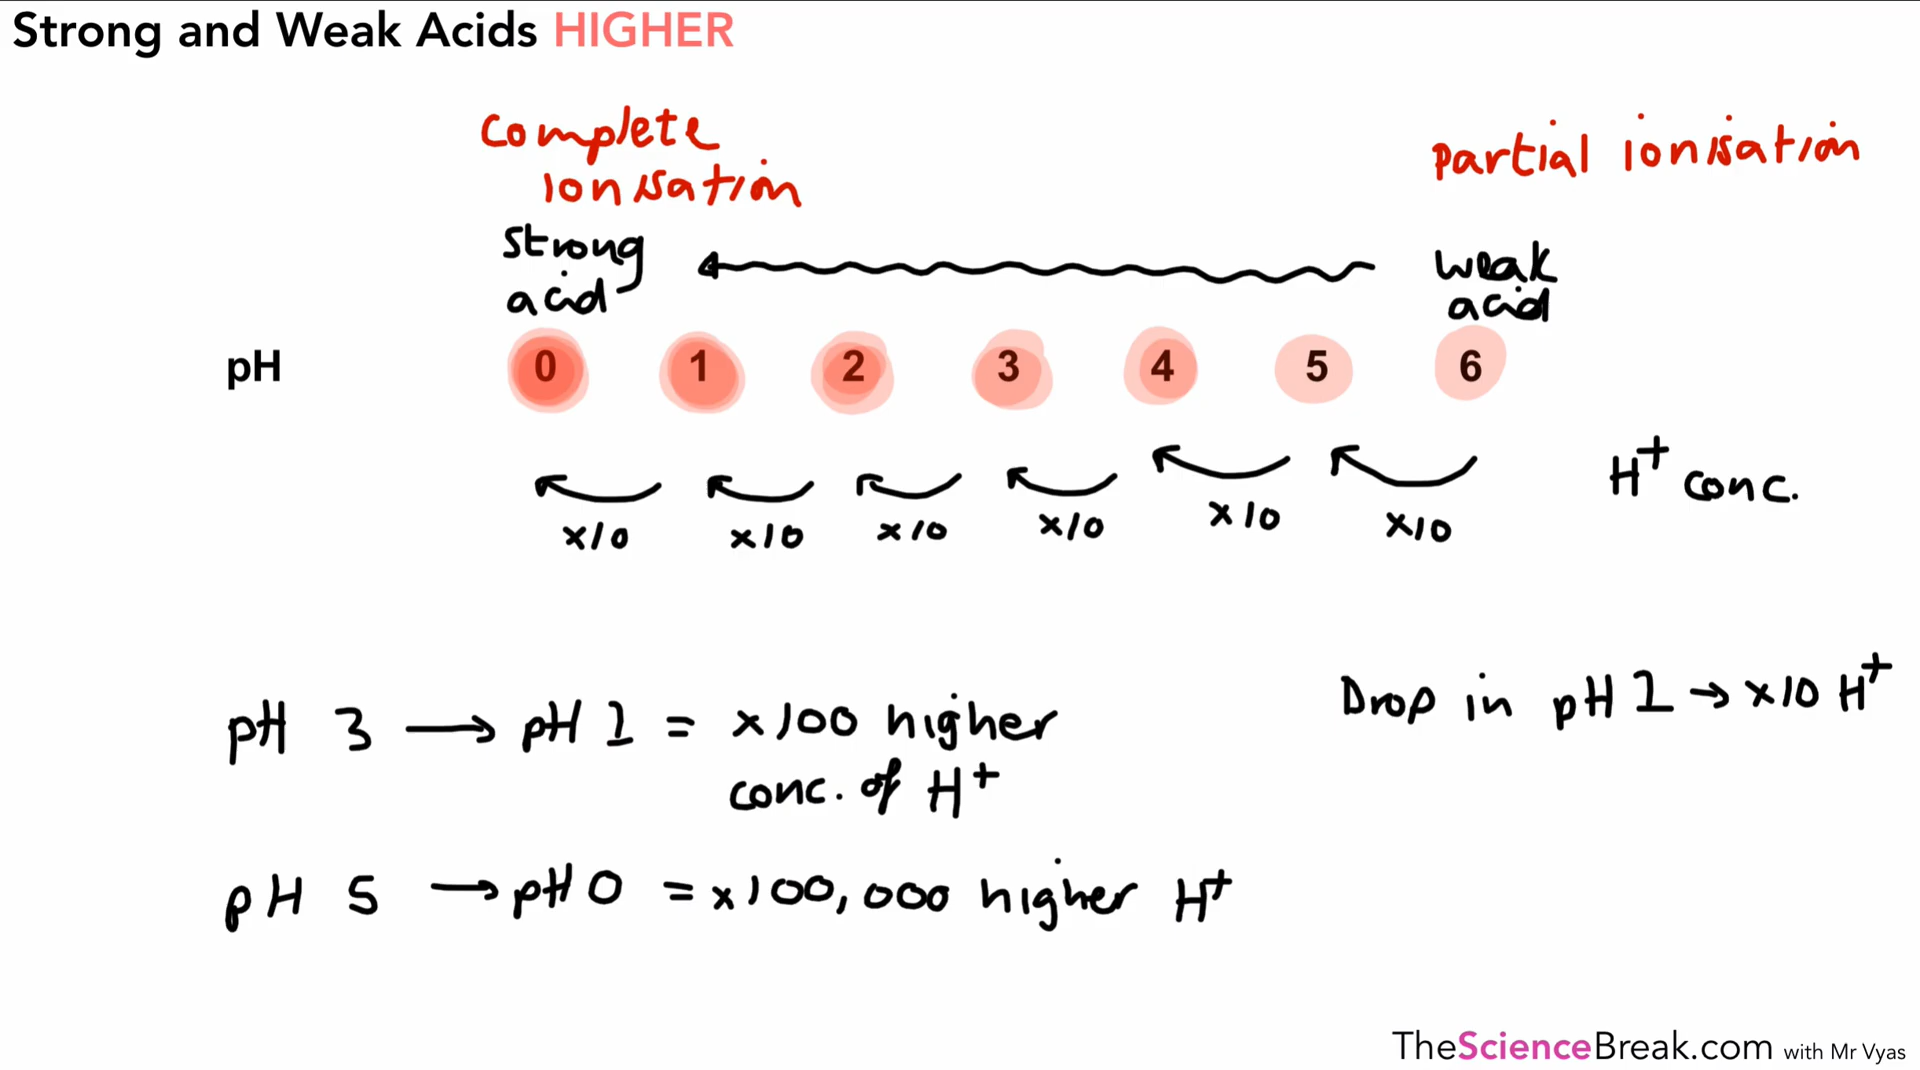 Strong and Weak Acids HIGHER
complete
ionisation
partial ionisation
strong
acid
weak
acid
pH 0 1 2 3 4 5 6
x10 x10 x10 x10 x10 x10
H⁺ conc.
pH 3 → pH 1 = x100 higher
conc. of H⁺
Drop in pH 1 → x10 H⁺
pH 5 → pH 0 = x100,000 higher H⁺
TheScienceBreak.com with Mr Vyas